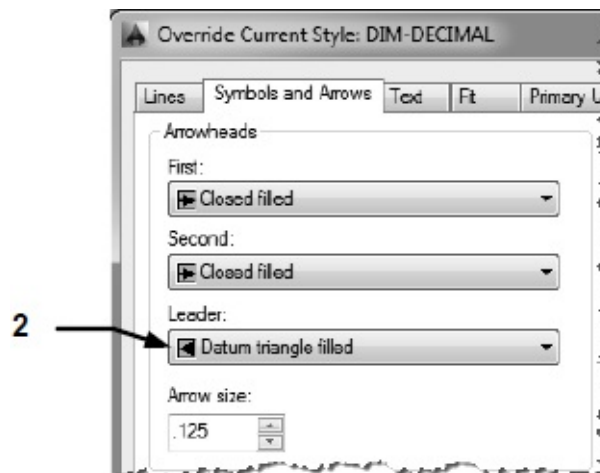 Override Current Style: DIM-DECIMAL
Lines Symbols and Arrows Text Fit Primary U
Arrowheads
First:
Closed filled
Second:
Closed filled
Leader:
2
Datum triangle filled
Arrow size:
.125